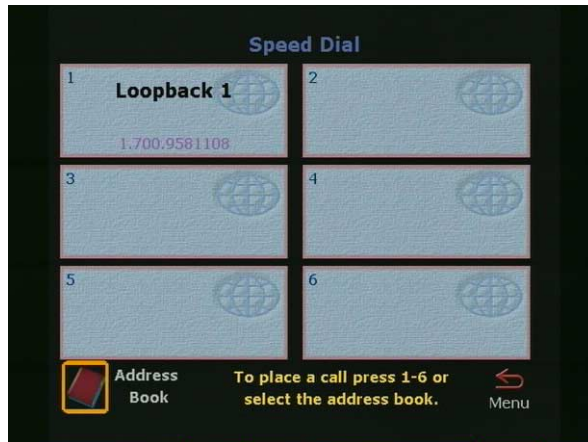 Speed Dial
1
Loopback 1
1.700.9581108
2
3
4
5
6
Address
Book
To place a call press 1-6 or
select the address book.
Menu